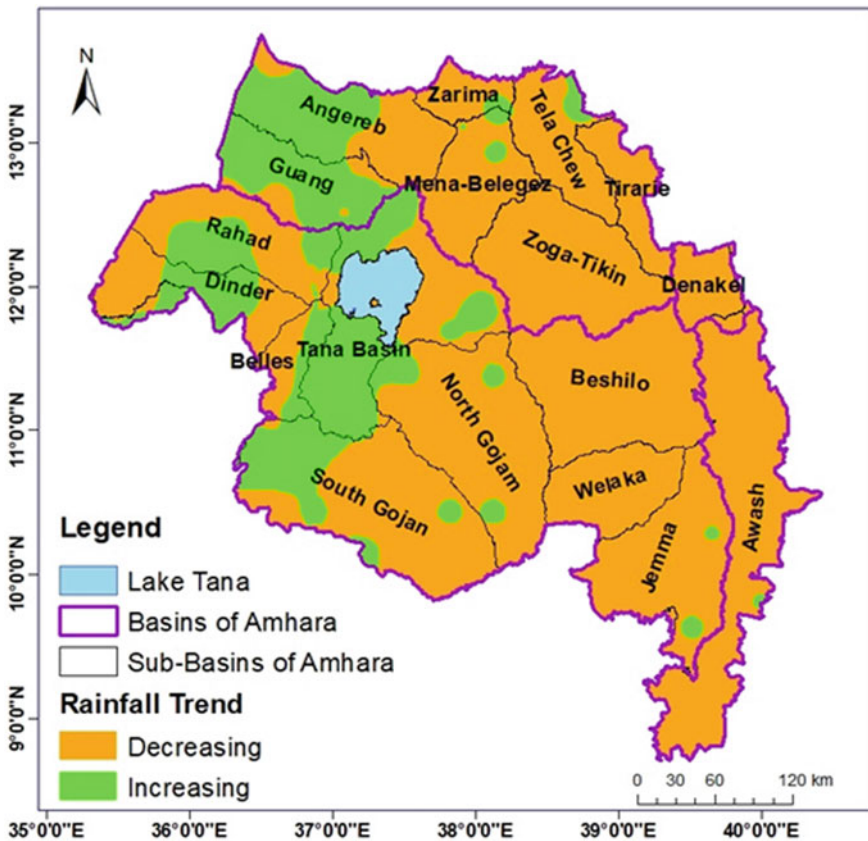 N
Zarima
Angereb
Tela Chew
Guang
Mena-Belegez
Tirarie
Rahad
Zoga-Tikin
Dinder
Denakel
Belles
Tana Basin
Beshilo
North Gojam
South Gojan
Welaka
Jemma
Awash
Legend
Lake Tana
Basins of Amhara
Sub-Basins of Amhara
Rainfall Trend
Decreasing
Increasing
0 30 60 120 km
13°0'0"N
12°0'0"N
11°0'0"N
10°0'0"N
9°0'0"N
35°0'0"E 36°0'0"E 37°0'0"E 38°0'0"E 39°0'0"E 40°0'0"E